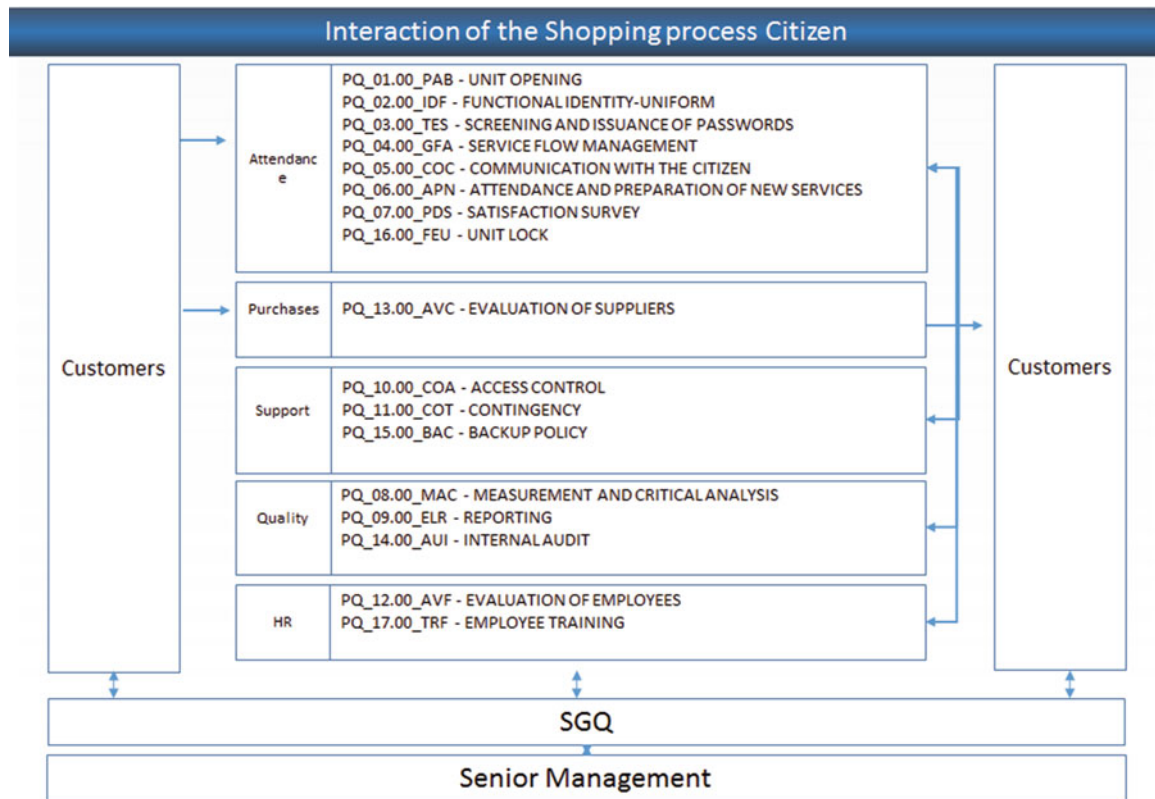 Interaction of the Shopping process Citizen
Customers
Attendanc
e
PQ_01.00_PAB - UNIT OPENING
PQ_02.00_IDF - FUNCTIONAL IDENTITY-UNIFORM
PQ_03.00_TES - SCREENING AND ISSUANCE OF PASSWORDS
PQ_04.00_GFA - SERVICE FLOW MANAGEMENT
PQ_05.00_COC - COMMUNICATION WITH THE CITIZEN
PQ_06.00_APN - ATTENDANCE AND PREPARATION OF NEW SERVICES
PQ_07.00_PDS - SATISFACTION SURVEY
PQ_16.00_FEU - UNIT LOCK
Purchases
PQ_13.00_AVC - EVALUATION OF SUPPLIERS
Support
PQ_10.00_COA - ACCESS CONTROL
PQ_11.00_COT - CONTINGENCY
PQ_15.00_BAC - BACKUP POLICY
Quality
PQ_08.00_MAC - MEASUREMENT AND CRITICAL ANALYSIS
PQ_09.00_ELR - REPORTING
PQ_14.00_AUI - INTERNAL AUDIT
HR
PQ_12.00_AVF - EVALUATION OF EMPLOYEES
PQ_17.00_TRF - EMPLOYEE TRAINING
Customers
SGQ
Senior Management